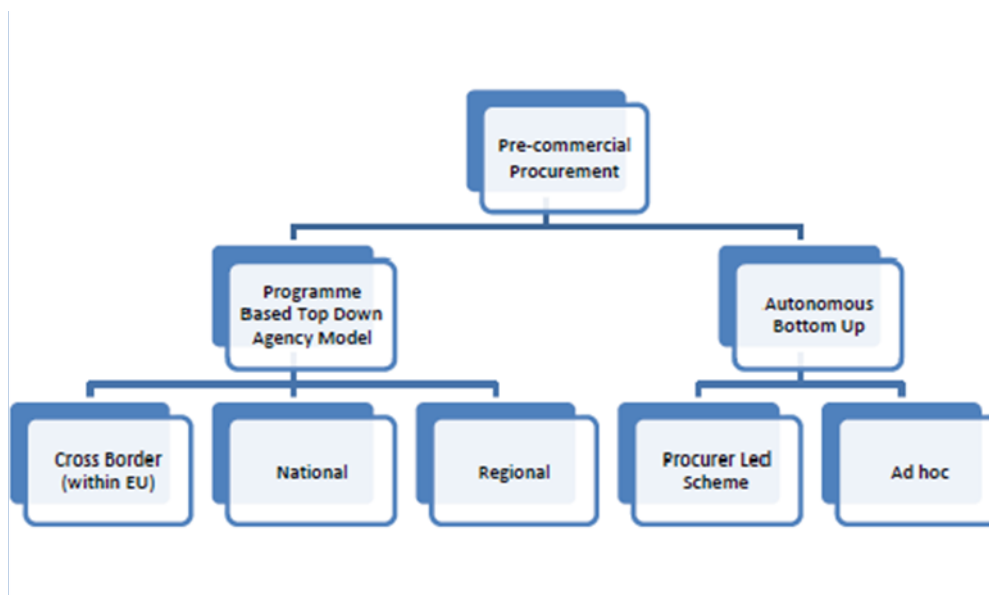 Pre-commercial
Procurement
Programme
Based Top Down
Agency Model
Autonomous
Bottom Up
Cross Border
(within EU)
National
Regional
Procurer Led
Scheme
Ad hoc